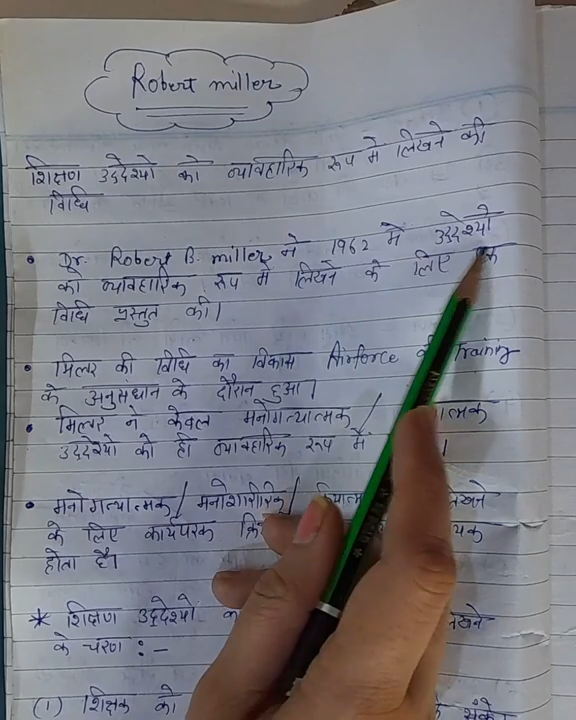 Robert miller
शिक्षण उद्देश्यो को व्यावहारिक रूप मे लिखने की
विधि
• Dr. Robert B. miller ने 1962 मे उद्देश्यो
को व्यावहारिक रूप मे लिखने के लिए एक
विधि प्रस्तुत की।
• मिलर की विधि का विकास Airforce की Training
के अनुसंधान के दौरान हुआ।
• मिलर ने केवल मनोगत्यात्मक /
उद्देश्यो को ही व्यावहारिक रूप मे
• मनोगत्यात्मक / मनोशारीरिक /
के लिए कार्यपरक
होता है।
* शिक्षण उद्देश्यो
के चरण :-
(1) शिक्षक को